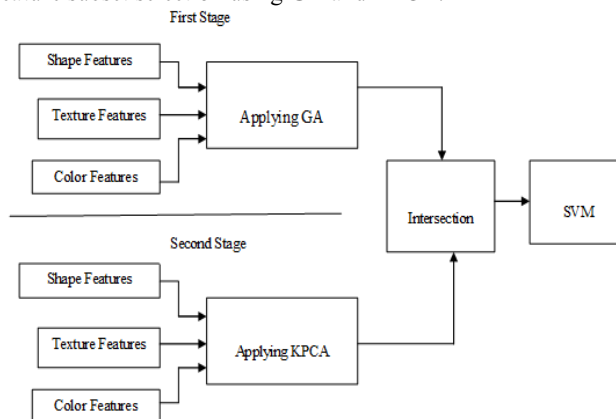 First Stage
Shape Features
Texture Features
Applying GA
Color Features
Intersection
SVM
Second Stage
Shape Features
Texture Features
Applying KPCA
Color Features